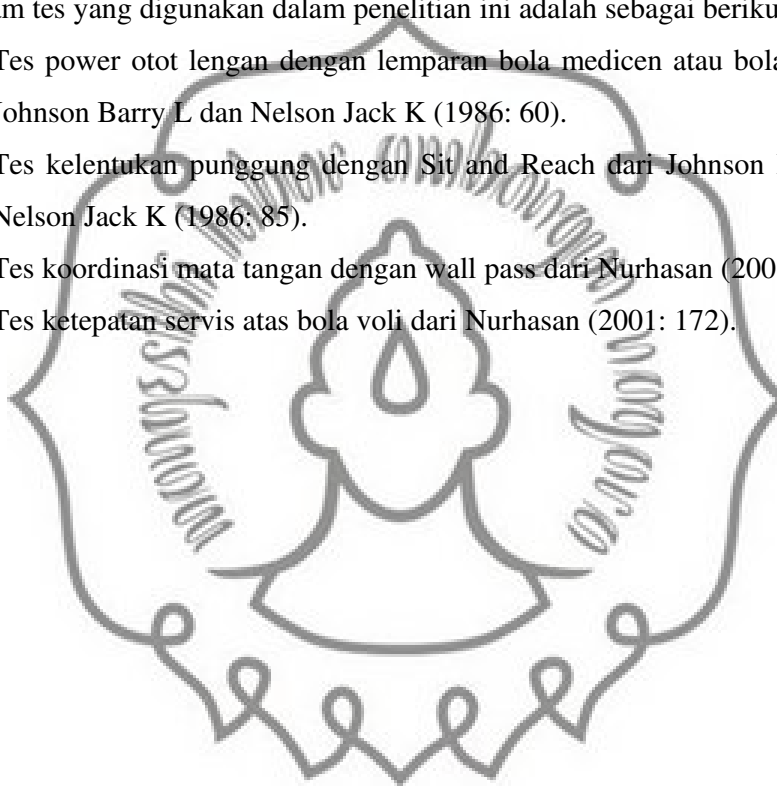 am tes yang digunakan dalam penelitian ini adalah sebagai beriku
Tes power otot lengan dengan lemparan bola medicen atau bola
Johnson Barry L dan Nelson Jack K (1986: 60).
Tes kelentukan punggung dengan Sit and Reach dari Johnson
Nelson Jack K (1986: 85).
Tes koordinasi mata tangan dengan wall pass dari Nurhasan (200
Tes ketepatan servis atas bola voli dari Nurhasan (2001: 172).